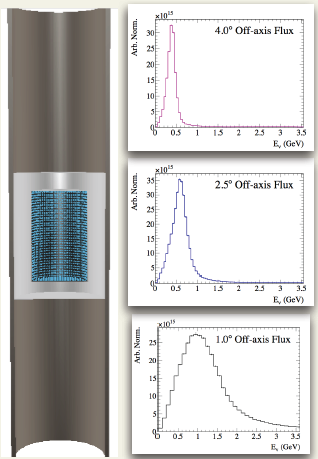 ×10¹⁵
4.0° Off-axis Flux
Arb. Norm.
30
25
20
15
10
5
0
0 0.5 1 1.5 2 2.5 3 3.5
Eᵥ (GeV)
×10¹⁵
2.5° Off-axis Flux
Arb. Norm.
35
30
25
20
15
10
5
0
0 0.5 1 1.5 2 2.5 3 3.5
Eᵥ (GeV)
×10¹⁵
1.0° Off-axis Flux
Arb. Norm.
25
20
15
10
5
0
0 0.5 1 1.5 2 2.5 3 3.5
Eᵥ (GeV)